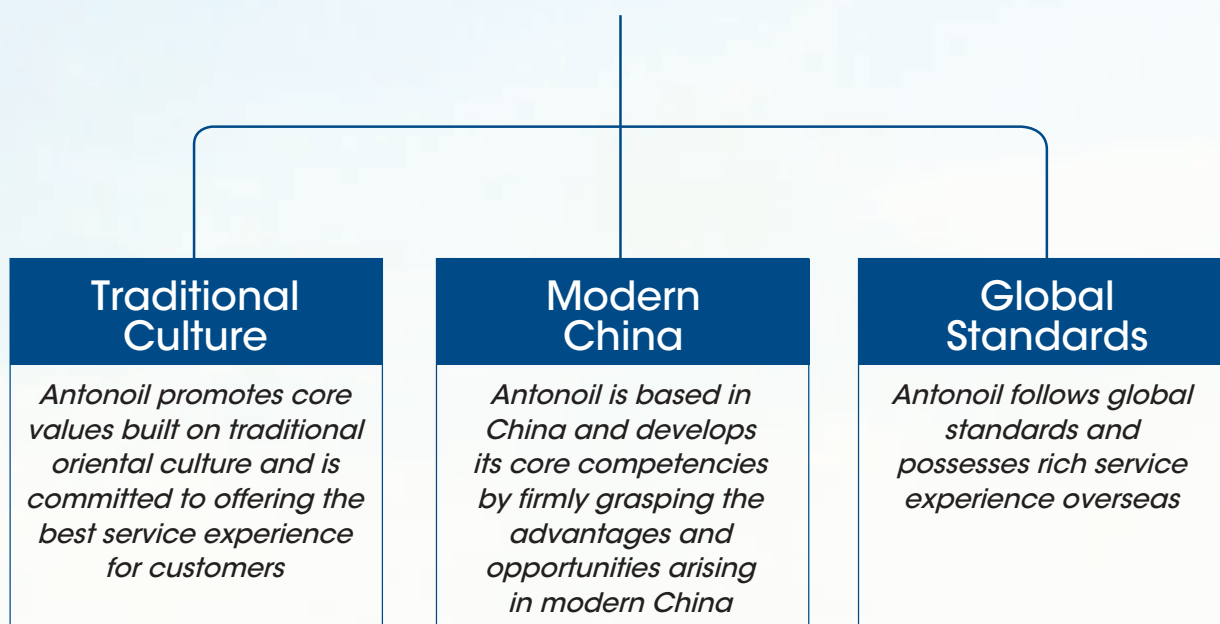 Traditional
Culture
Antonoil promotes core
values built on traditional
oriental culture and is
committed to offering the
best service experience
for customers
Modern
China
Antonoil is based in
China and develops
its core competencies
by firmly grasping the
advantages and
opportunities arising
in modern China
Global
Standards
Antonoil follows global
standards and
possesses rich service
experience overseas